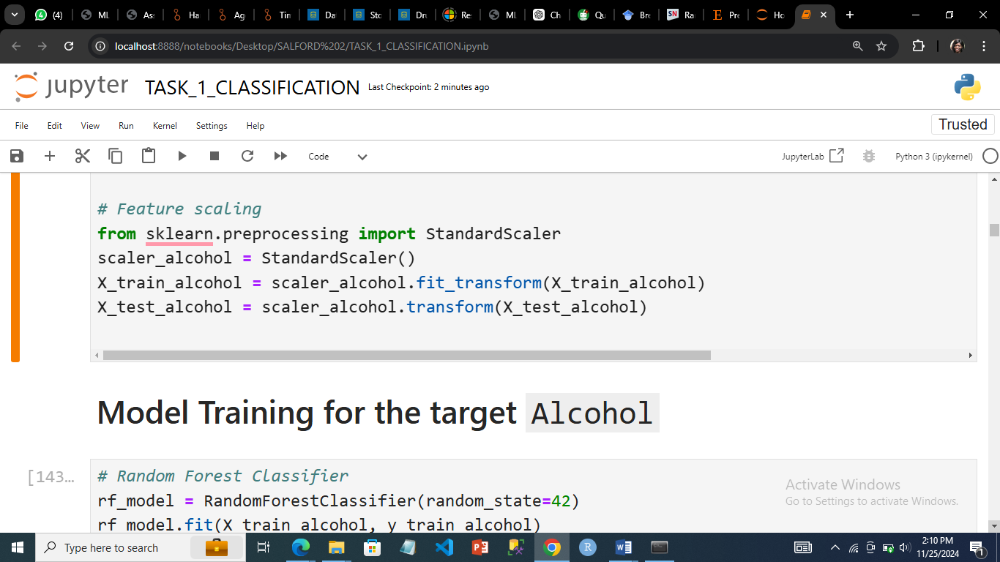 (4)
ML
Ass
Ha
Ag
Tim
Dat
Sto
Dru
Re
ML
Ch
Qu
Bre
SN
Ra
E
Pre
Ho
localhost:8888/notebooks/Desktop/SALFORD%202/TASK_1_CLASSIFICATION.ipynb
jupyter TASK_1_CLASSIFICATION Last Checkpoint: 2 minutes ago
File Edit View Run Kernel Settings Help Trusted
Code JupyterLab Python 3 (ipykernel)
# Feature scaling
from sklearn.preprocessing import StandardScaler
scaler_alcohol = StandardScaler()
X_train_alcohol = scaler_alcohol.fit_transform(X_train_alcohol)
X_test_alcohol = scaler_alcohol.transform(X_test_alcohol)
Model Training for the target Alcohol
[143…
# Random Forest Classifier
rf_model = RandomForestClassifier(random_state=42)
rf_model.fit(X_train_alcohol, y_train_alcohol)
Activate Windows
Go to Settings to activate Windows.
Type here to search
2:10 PM
11/25/2024
1